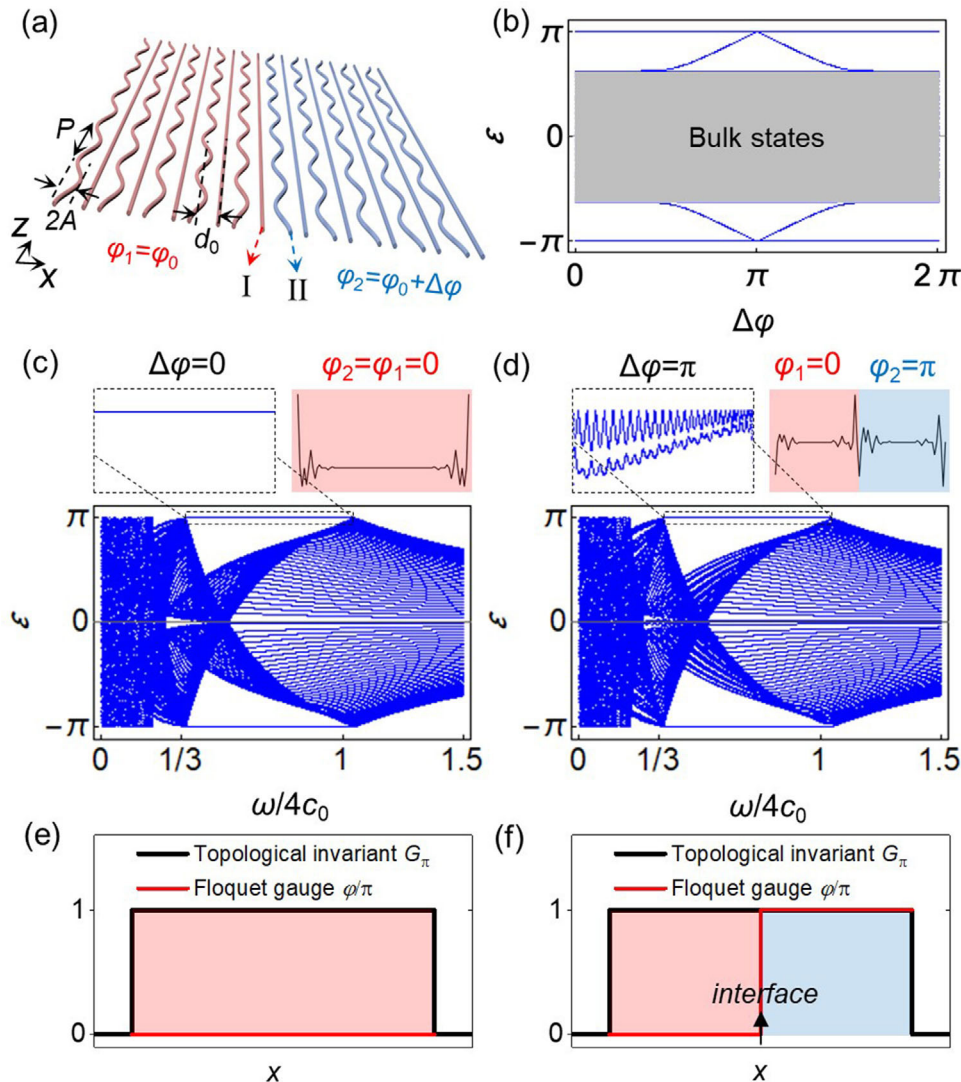 (a)
P
2A
d₀
z
x
φ₁=φ₀
I
II
φ₂=φ₀+Δφ
(b)
π
ε
0
Bulk states
−π
0
π
2π
Δφ
(c)
Δφ=0
φ₂=φ₁=0
π
ε
0
−π
0
1/3
1
1.5
ω/4c₀
(d)
Δφ=π
φ₁=0
φ₂=π
π
ε
0
−π
0
1/3
1
1.5
ω/4c₀
(e)
Topological invariant Gπ
Floquet gauge φ/π
1
0
x
(f)
Topological invariant Gπ
Floquet gauge φ/π
1
interface
0
x